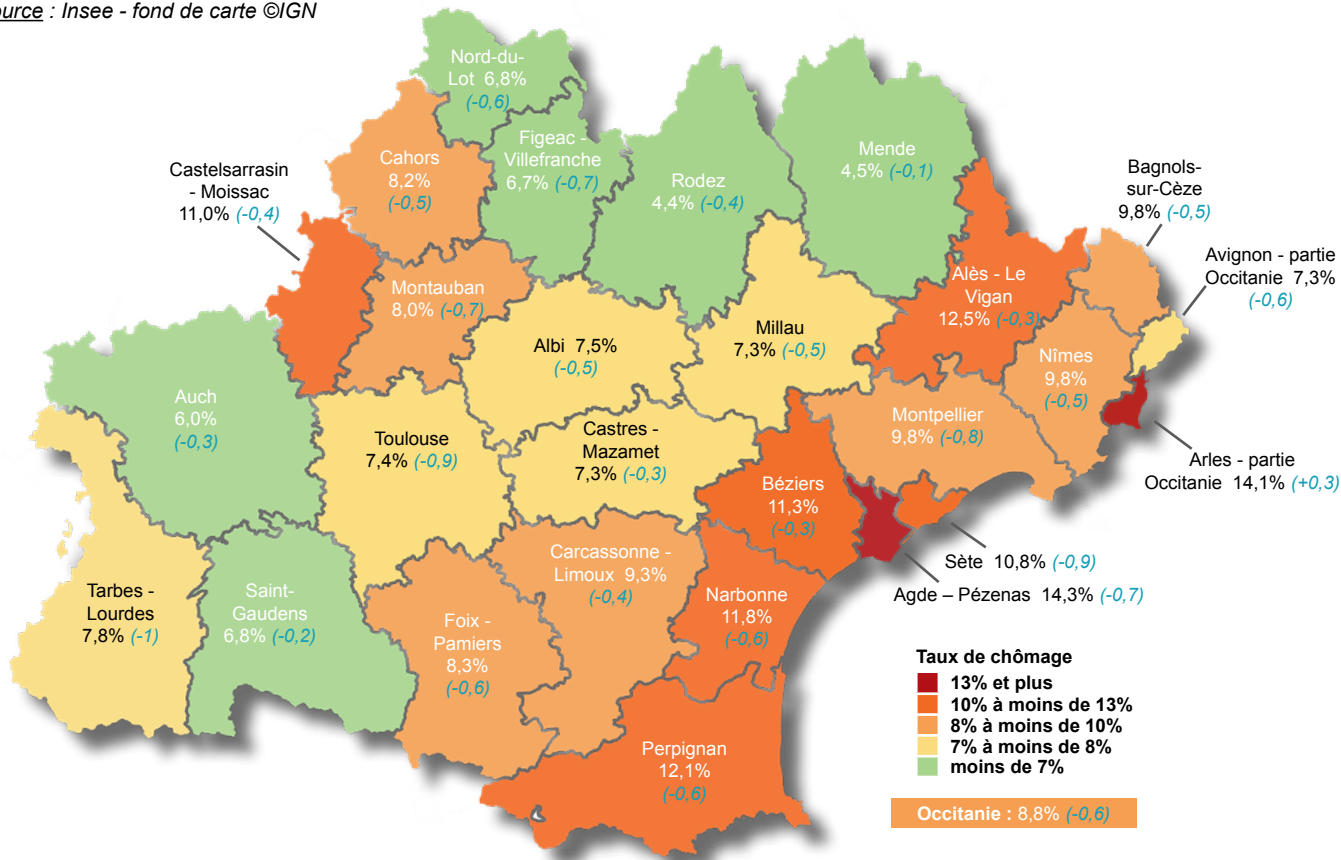 ource : Insee - fond de carte ©IGN
Nord-du-
Lot 6,8%
(-0,6)
Cahors
8,2%
(-0,5)
Figeac -
Villefranche
6,7% (-0,7)
Rodez
4,4% (-0,4)
Mende
4,5% (-0,1)
Castelsarrasin
- Moissac
11,0% (-0,4)
Bagnols-
sur-Cèze
9,8% (-0,5)
Avignon - partie
Occitanie 7,3%
(-0,6)
Montauban
8,0% (-0,7)
Alès - Le
Vigan
12,5% (-0,3)
Albi 7,5%
(-0,5)
Millau
7,3% (-0,5)
Nîmes
9,8%
(-0,5)
Auch
6,0%
(-0,3)
Toulouse
7,4% (-0,9)
Castres -
Mazamet
7,3% (-0,3)
Montpellier
9,8% (-0,8)
Arles - partie
Occitanie 14,1% (+0,3)
Béziers
11,3%
(-0,3)
Sète 10,8% (-0,9)
Agde – Pézenas 14,3% (-0,7)
Tarbes -
Lourdes
7,8% (-1)
Saint-
Gaudens
6,8% (-0,2)
Foix -
Pamiers
8,3%
(-0,6)
Carcassonne -
Limoux 9,3%
(-0,4)
Narbonne
11,8%
(-0,6)
Perpignan
12,1%
(-0,6)
Taux de chômage
13% et plus
10% à moins de 13%
8% à moins de 10%
7% à moins de 8%
moins de 7%
Occitanie : 8,8% (-0,6)